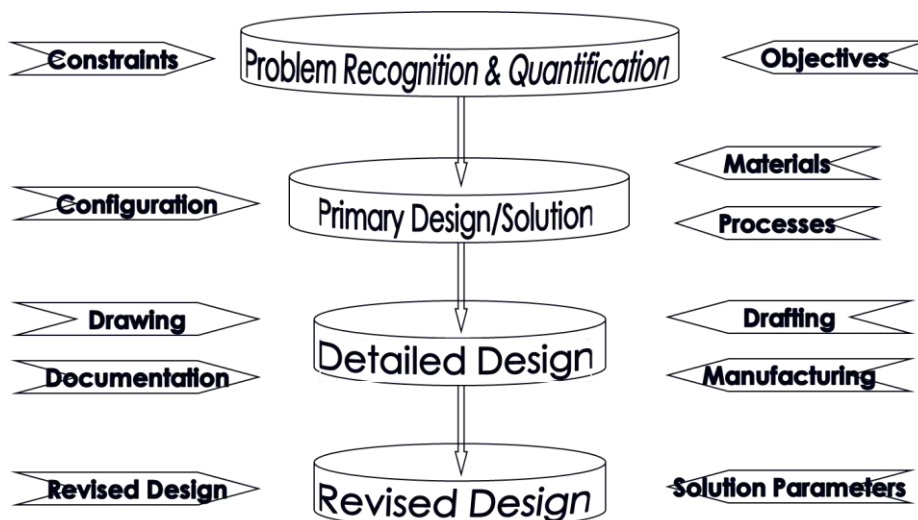 Constraints
Problem Recognition & Quantification
Objectives
Materials
Configuration
Primary Design/Solution
Processes
Drawing
Drafting
Detailed Design
Documentation
Manufacturing
Revised Design
Revised Design
Solution Parameters